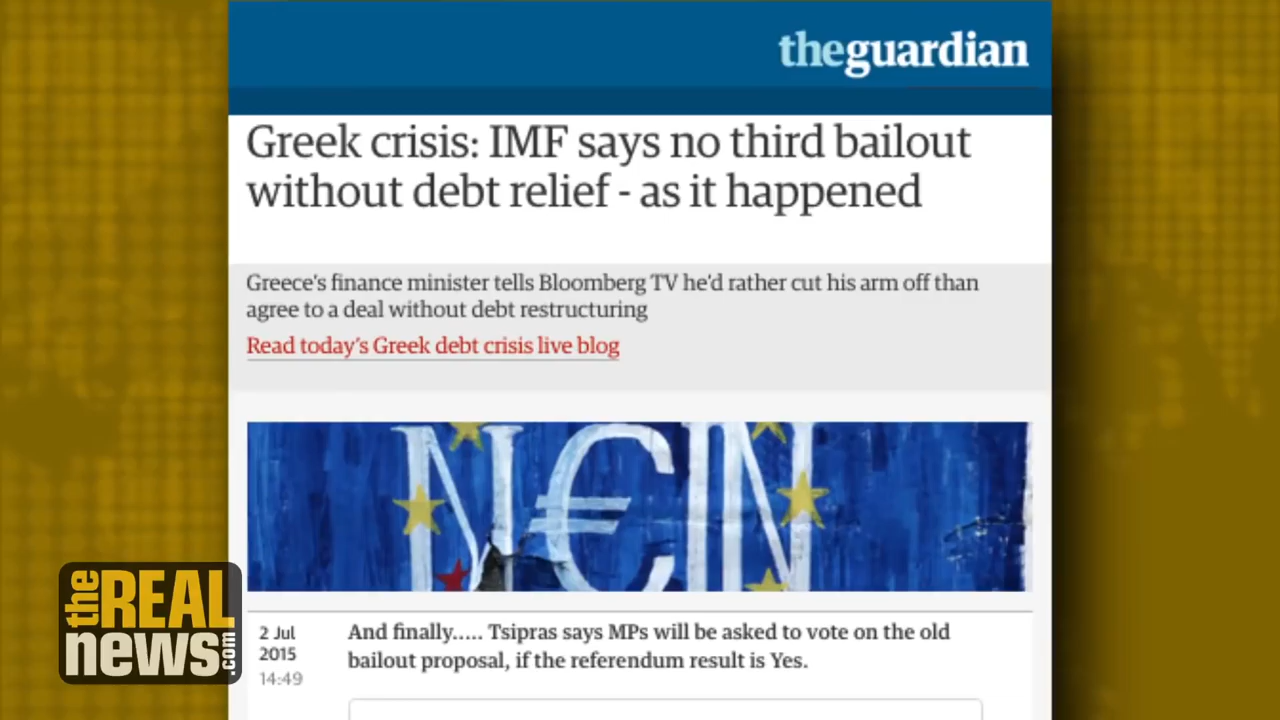 theguardian
Greek crisis: IMF says no third bailout
without debt relief - as it happened
Greece's finance minister tells Bloomberg TV he'd rather cut his arm off than
agree to a deal without debt restructuring
Read today's Greek debt crisis live blog
N€IN
2 Jul
2015
14:49
And finally..... Tsipras says MPs will be asked to vote on the old
bailout proposal, if the referendum result is Yes.
the REAL
news.com